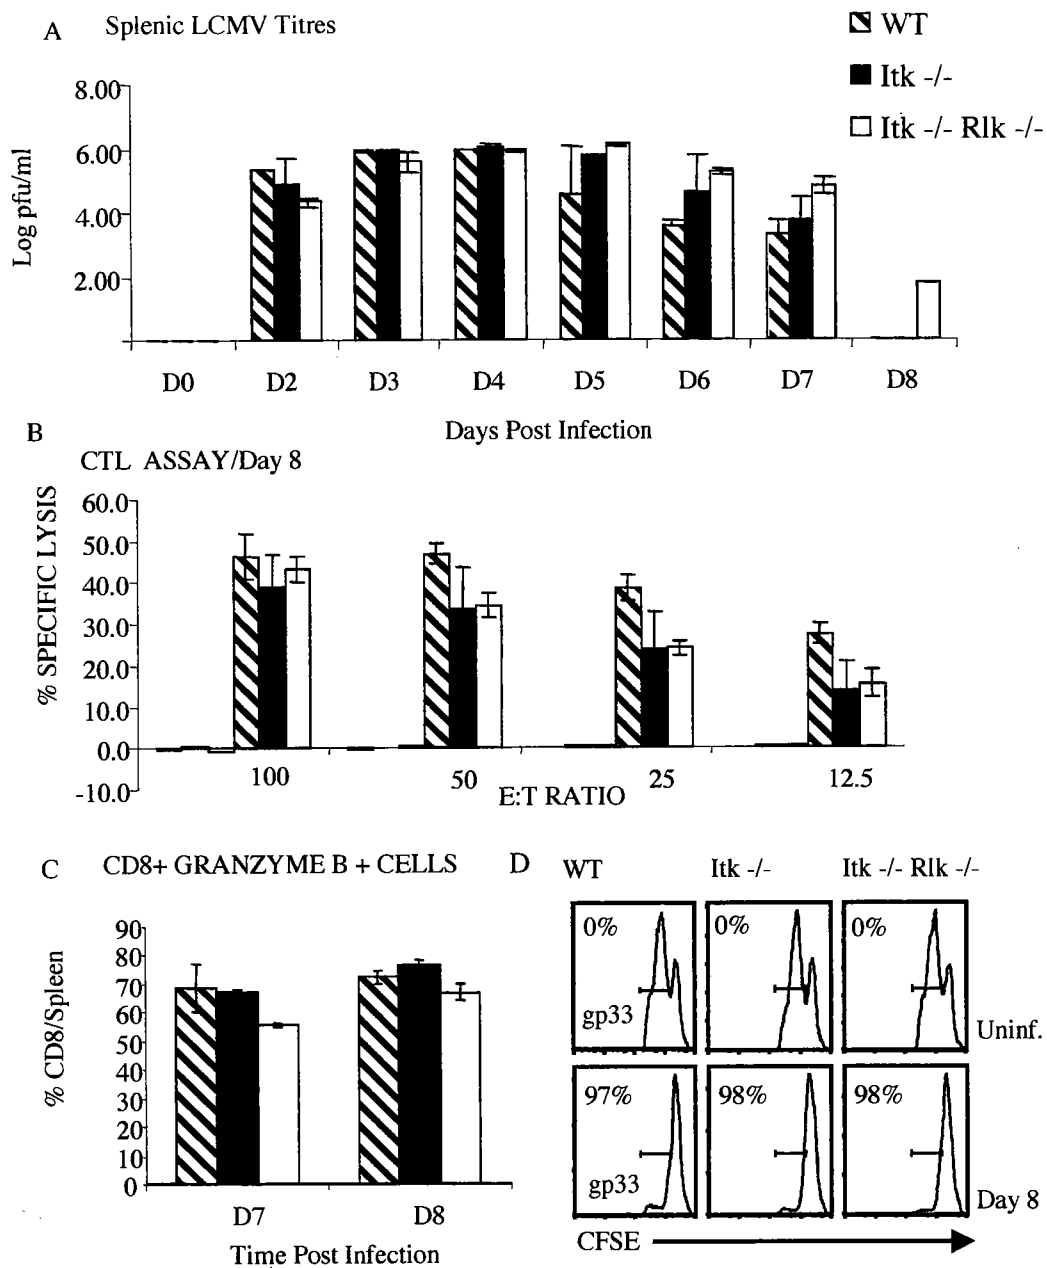 A Splenic LCMV Titres
WT
Itk -/-
Itk -/- Rlk -/-
8.00
6.00
4.00
2.00
Log pfu/ml
D0 D2 D3 D4 D5 D6 D7 D8
Days Post Infection
B
CTL ASSAY/Day 8
60.0
50.0
40.0
30.0
20.0
10.0
0.0
-10.0
% SPECIFIC LYSIS
100 50 25 12.5
E:T RATIO
C CD8+ GRANZYME B + CELLS
90
80
70
60
50
40
30
20
10
0
% CD8/Spleen
D7 D8
Time Post Infection
D WT Itk -/- Itk -/- Rlk -/-
0% 0% 0%
gp33
Uninf.
97% 98% 98%
gp33
Day 8
CFSE